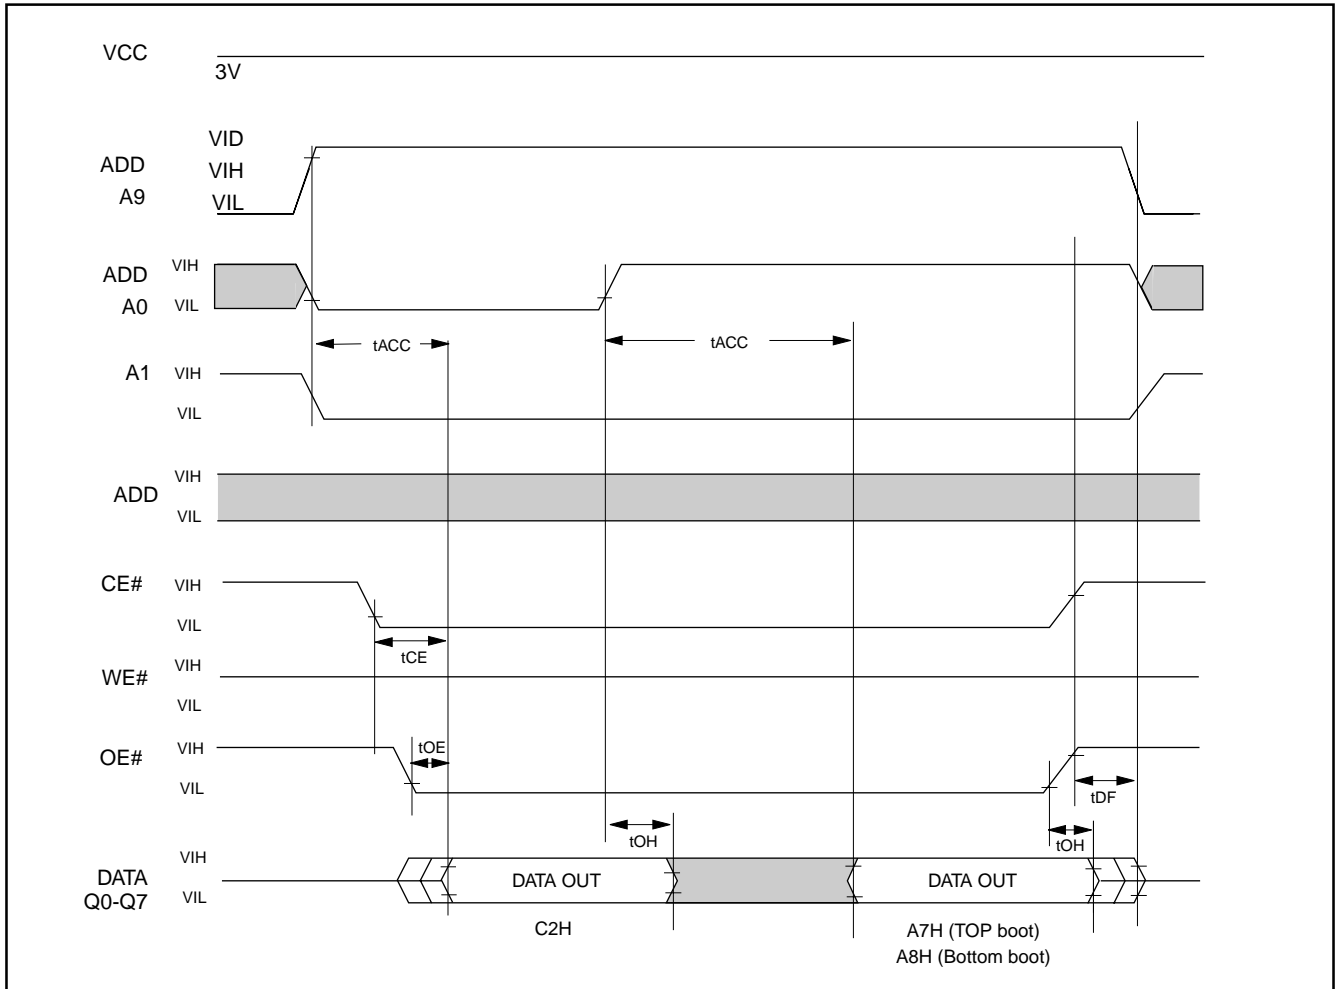 VCC
3V
VID
ADD
VIH
A9
VIL
ADD
VIH
A0
VIL
tACC
tACC
A1
VIH
VIL
ADD
VIH
VIL
CE#
VIH
VIL
tCE
WE#
VIH
VIL
OE#
VIH
tOE
VIL
tDF
tOH
tOH
VIH
DATA
Q0-Q7
VIL
DATA OUT
DATA OUT
C2H
A7H (TOP boot)
A8H (Bottom boot)